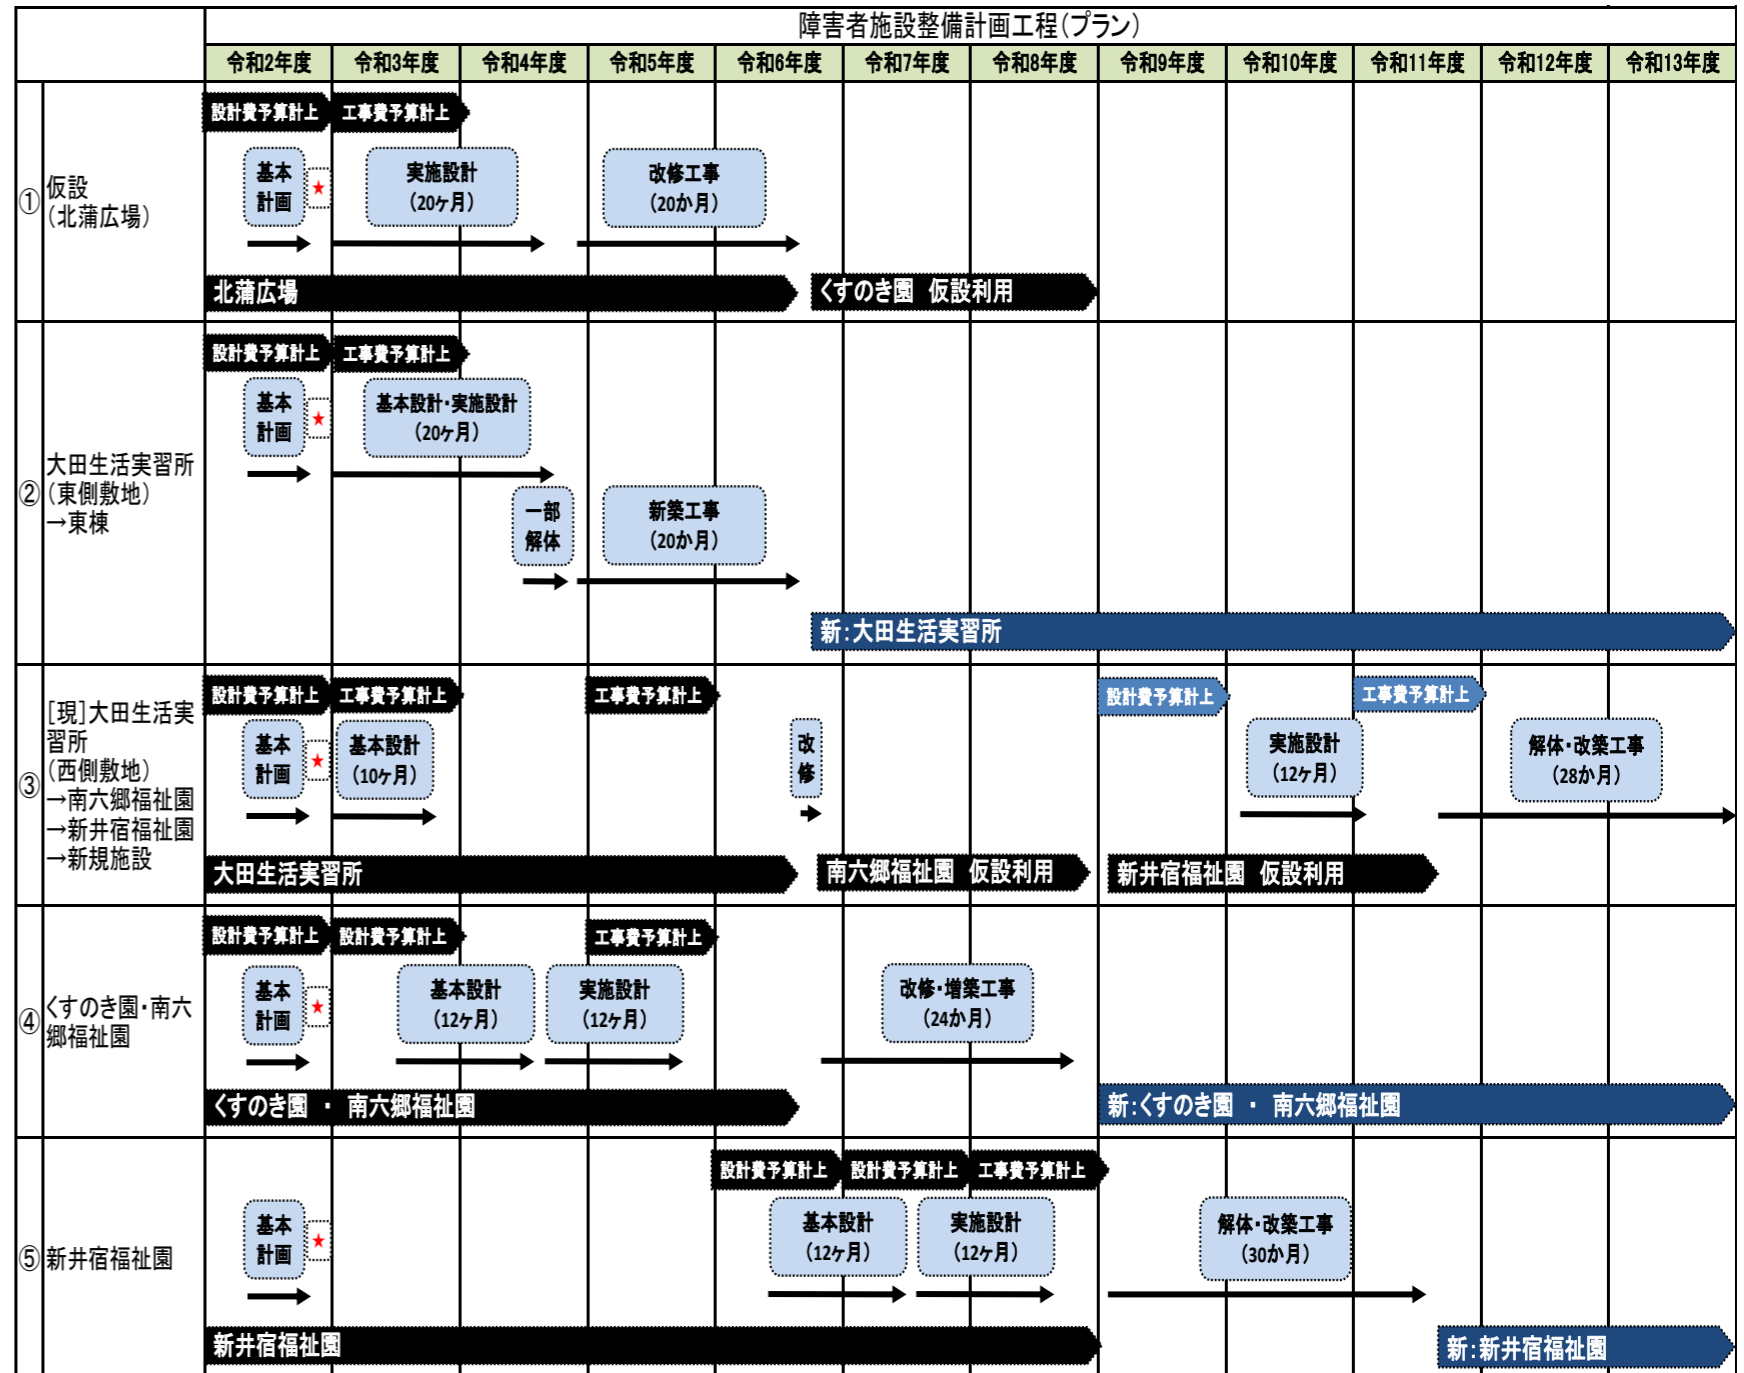 障害者施設整備計画工程(プラン)
令和2年度 令和3年度 令和4年度 令和5年度 令和6年度 令和7年度 令和8年度 令和9年度 令和10年度 令和11年度 令和12年度 令和13年度
①
仮設
(北蒲広場)
設計費予算計上 工事費予算計上
基本
計画
★
実施設計
(20ヶ月)
改修工事
(20か月)
北蒲広場
くすのき園 仮設利用
②
大田生活実習所
(東側敷地)
→東棟
設計費予算計上 工事費予算計上
基本
計画
★
基本設計・実施設計
(20ヶ月)
一部
解体
新築工事
(20か月)
新:大田生活実習所
③
[現]大田生活実
習所
(西側敷地)
→南六郷福祉園
→新井宿福祉園
→新規施設
設計費予算計上 工事費予算計上 工事費予算計上 設計費予算計上 工事費予算計上
基本
計画
★
基本設計
(10ヶ月)
改
修
実施設計
(12ヶ月)
解体・改築工事
(28か月)
大田生活実習所
南六郷福祉園 仮設利用
新井宿福祉園 仮設利用
④
くすのき園・南六
郷福祉園
設計費予算計上 設計費予算計上 工事費予算計上
基本
計画
★
基本設計
(12ヶ月)
実施設計
(12ヶ月)
改修・増築工事
(24か月)
くすのき園 ・ 南六郷福祉園
新:くすのき園 ・ 南六郷福祉園
⑤
新井宿福祉園
設計費予算計上 設計費予算計上 工事費予算計上
基本
計画
★
基本設計
(12ヶ月)
実施設計
(12ヶ月)
解体・改築工事
(30か月)
新井宿福祉園
新:新井宿福祉園